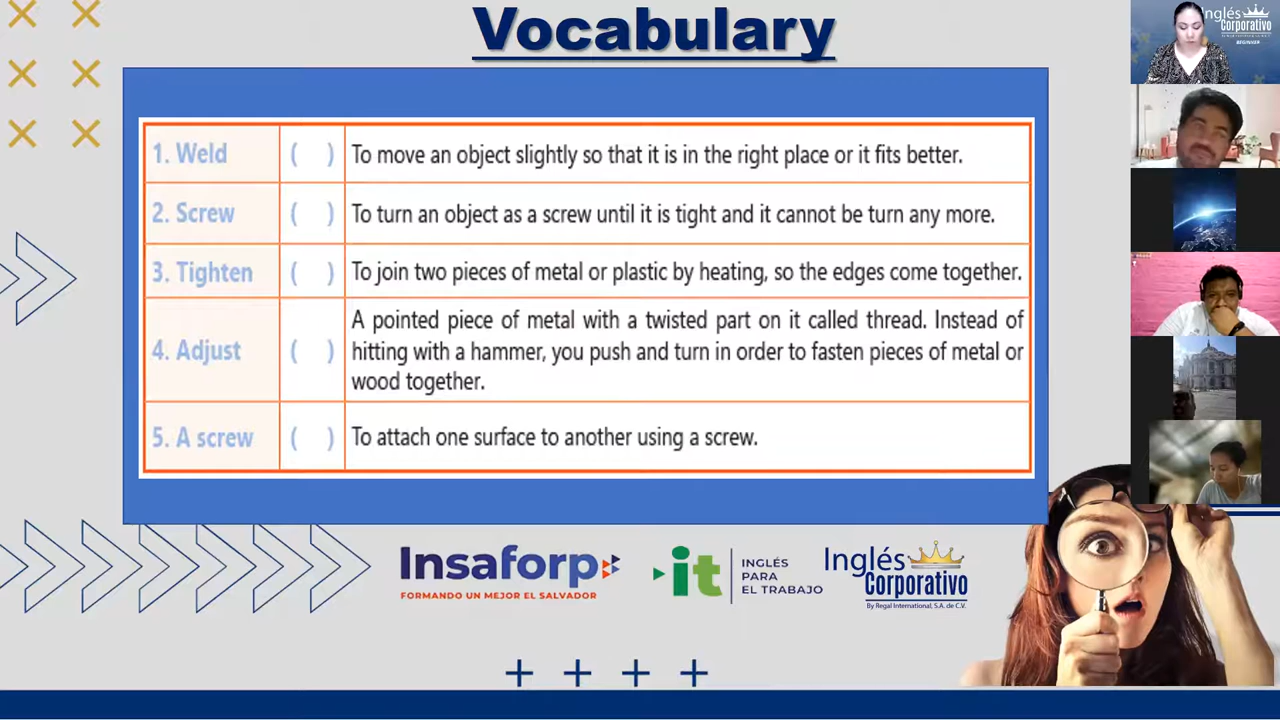 Vocabulary
1. Weld ( ) To move an object slightly so that it is in the right place or it fits better.
2. Screw ( ) To turn an object as a screw until it is tight and it cannot be turn any more.
3. Tighten ( ) To join two pieces of metal or plastic by heating, so the edges come together.
4. Adjust ( ) A pointed piece of metal with a twisted part on it called thread. Instead of
hitting with a hammer, you push and turn in order to fasten pieces of metal or
wood together.
5. A screw ( ) To attach one surface to another using a screw.
Insaforp
FORMANDO UN MEJOR EL SALVADOR
it
INGLÉS
PARA
EL TRABAJO
Inglés
Corporativo
By Regal International, S.A. de C.V.
Inglés
Corporativo
BEGINNER